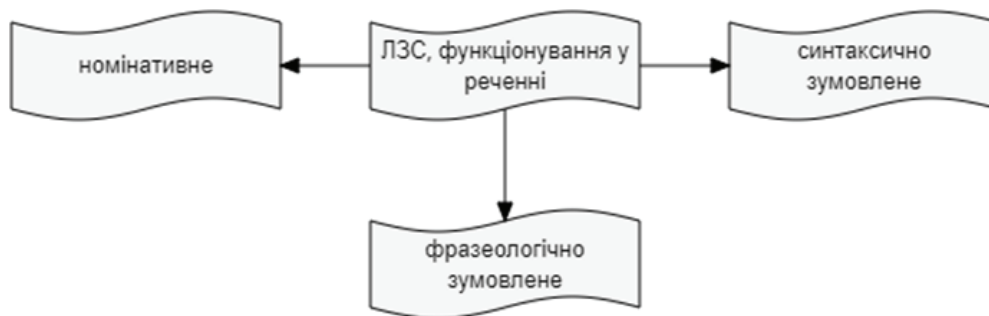 номінативне
ЛЗС, функціонування у
реченні
синтаксично
зумовлене
фразеологічно
зумовлене